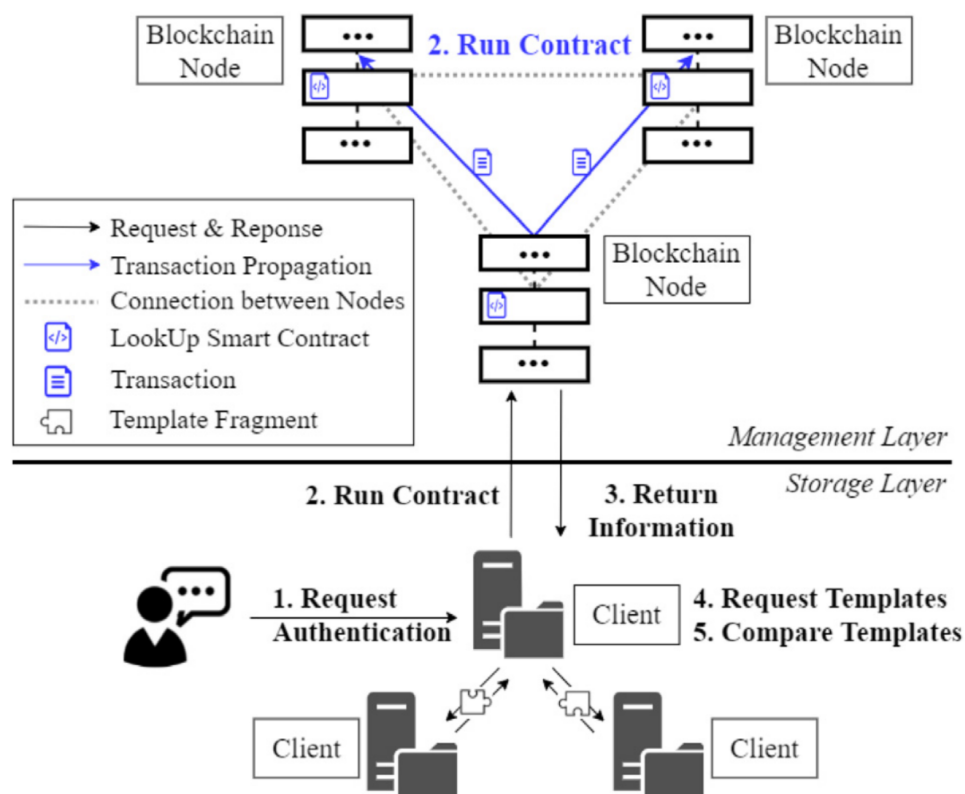 Blockchain
Node
2. Run Contract
Blockchain
Node
Request & Reponse
Transaction Propagation
Connection between Nodes
</> LookUp Smart Contract
Transaction
Template Fragment
Blockchain
Node
Management Layer
Storage Layer
2. Run Contract
3. Return
Information
1. Request
Authentication
Client
4. Request Templates
5. Compare Templates
Client
Client